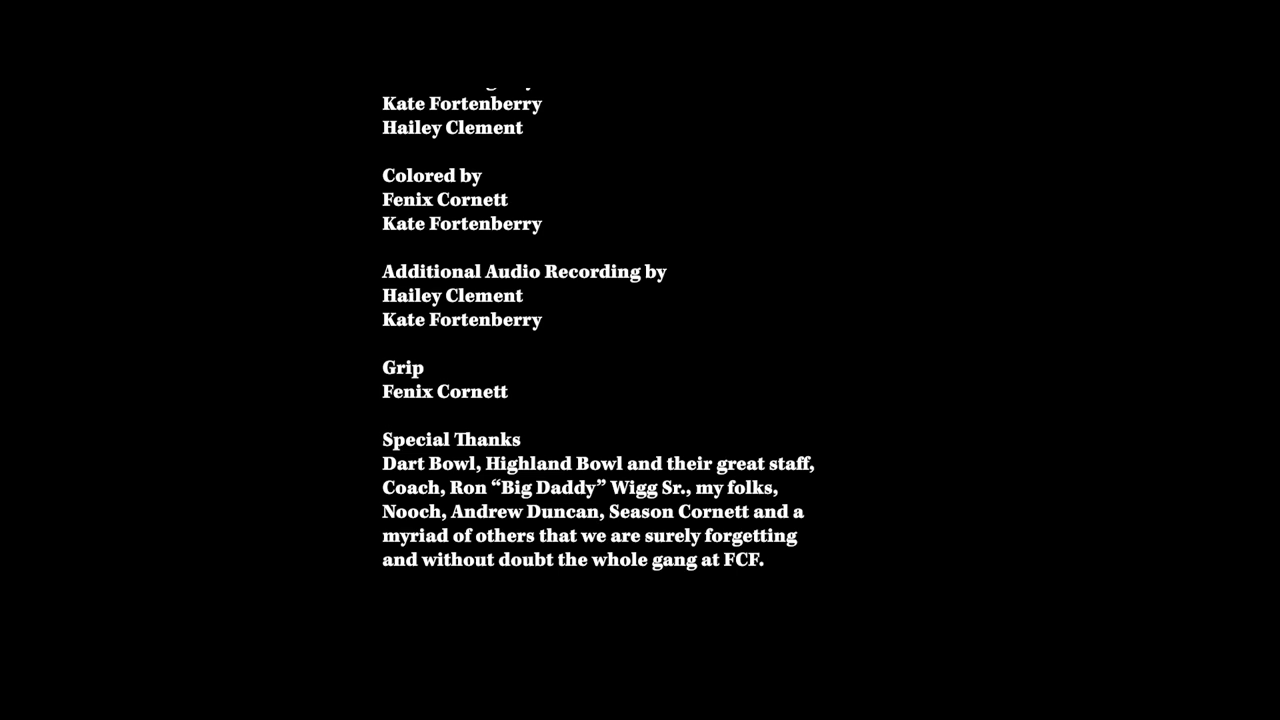 Kate Fortenberry
Hailey Clement
Colored by
Fenix Cornett
Kate Fortenberry
Additional Audio Recording by
Hailey Clement
Kate Fortenberry
Grip
Fenix Cornett
Special Thanks
Dart Bowl, Highland Bowl and their great staff,
Coach, Ron “Big Daddy” Wigg Sr., my folks,
Nooch, Andrew Duncan, Season Cornett and a
myriad of others that we are surely forgetting
and without doubt the whole gang at FCF.